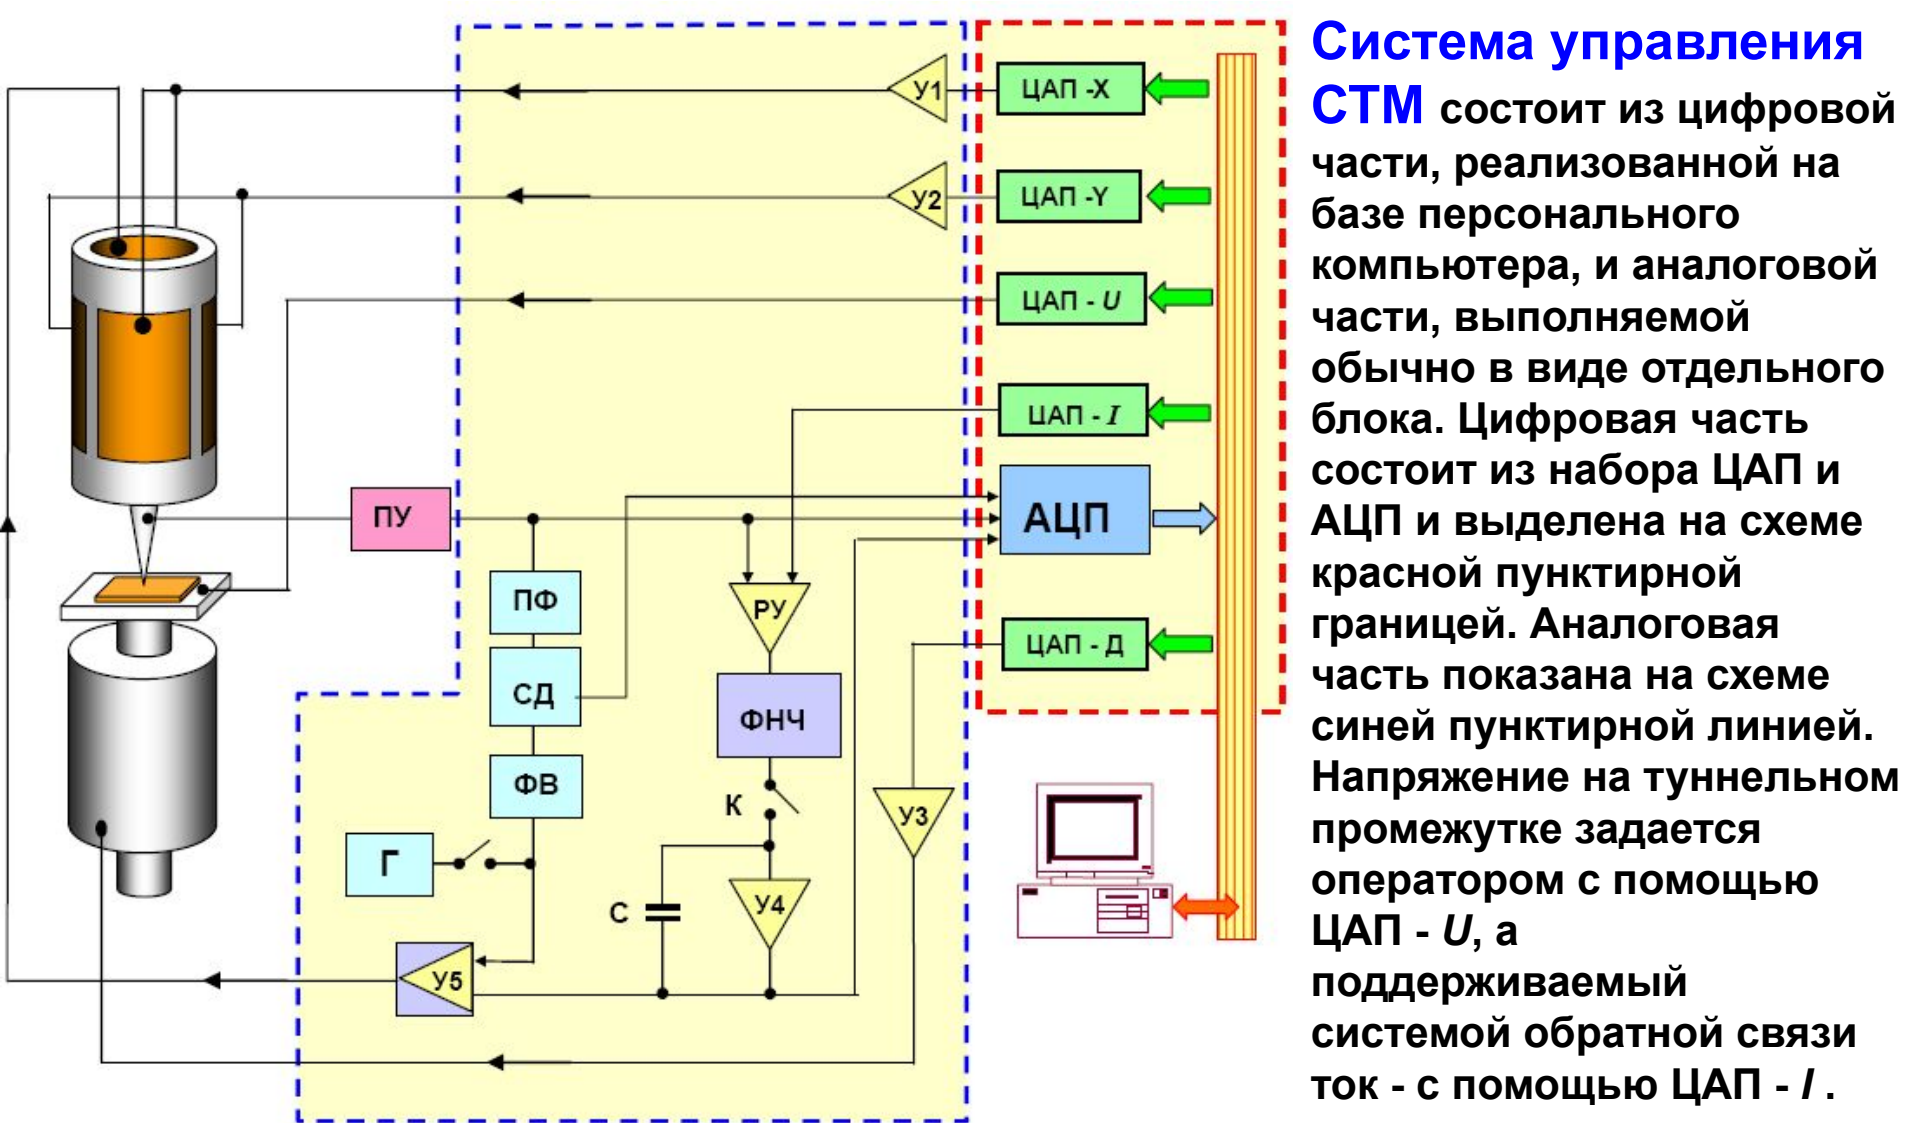 У1
ЦАП -X
У2
ЦАП -Y
ЦАП - U
ЦАП - I
ПУ
АЦП
ПФ
РУ
ЦАП - Д
СД
ФНЧ
ФВ
К
У3
Г
С
У4
У5
Система управления
СТМ состоит из цифровой
части, реализованной на
базе персонального
компьютера, и аналоговой
части, выполняемой
обычно в виде отдельного
блока. Цифровая часть
состоит из набора ЦАП и
АЦП и выделена на схеме
красной пунктирной
границей. Аналоговая
часть показана на схеме
синей пунктирной линией.
Напряжение на туннельном
промежутке задается
оператором с помощью
ЦАП - U, а
поддерживаемый
системой обратной связи
ток - с помощью ЦАП - I .